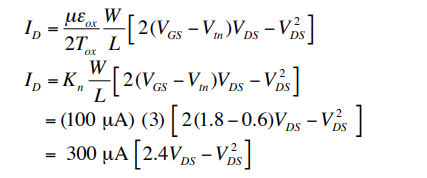 I_D = με_ox/2T_ox W/L [2(V_GS − V_tn)V_DS − V_DS^2]
I_D = K_n W/L [2(V_GS − V_tn)V_DS − V_DS^2]
= (100 μA) (3) [2(1.8 − 0.6)V_DS − V_DS^2]
= 300 μA [2.4V_DS − V_DS^2]